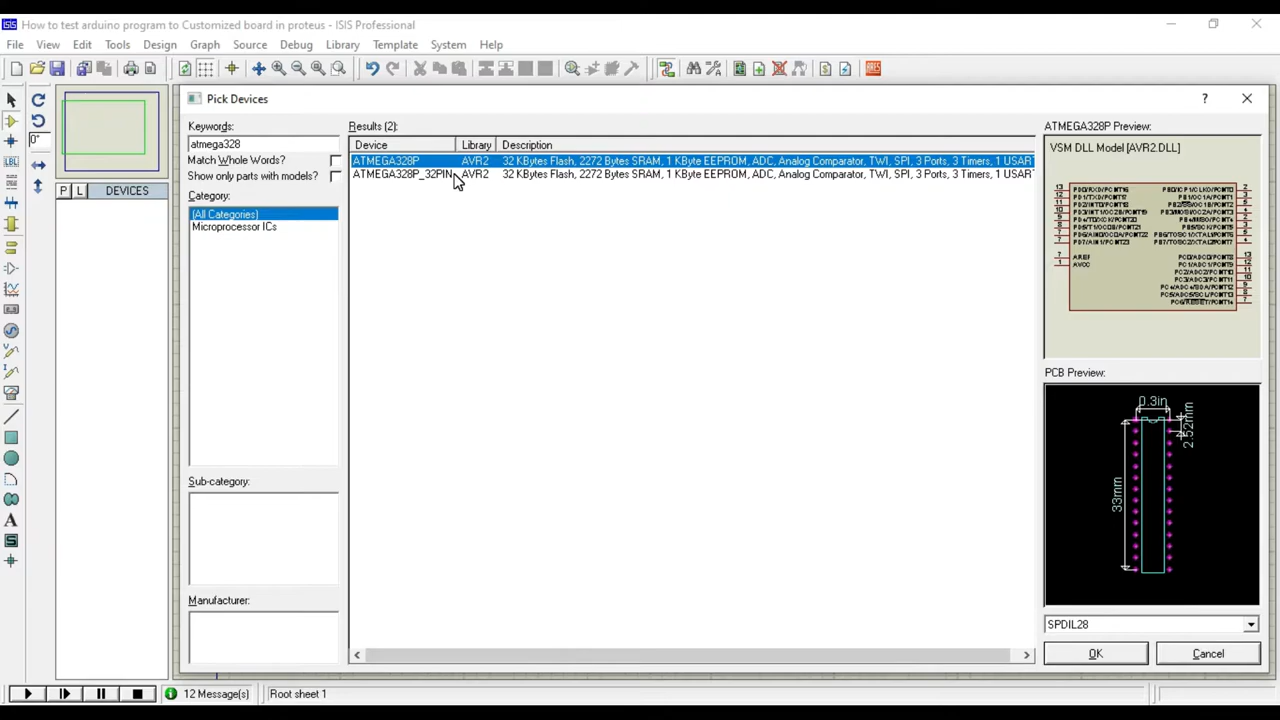 How to test arduino program to Customized board in proteus - ISIS Professional
File View Edit Tools Design Graph Source Debug Library Template System Help
Pick Devices
Keywords:
atmega328
Match Whole Words?
Show only parts with models?
Category:
(All Categories)
Microprocessor ICs
Sub-category:
Manufacturer:
0°
LBL
P L DEVICES
Results (2):
Device Library Description
ATMEGA328P AVR2 32 KBytes Flash, 2272 Bytes SRAM, 1 KByte EEPROM, ADC, Analog Comparator, TWI, SPI, 3 Ports, 3 Timers, 1 USART
ATMEGA328P_32PIN AVR2 32 KBytes Flash, 2272 Bytes SRAM, 1 KByte EEPROM, ADC, Analog Comparator, TWI, SPI, 3 Ports, 3 Timers, 1 USART
ATMEGA328P Preview:
VSM DLL Model [AVR2.DLL]
AREF
AVCC
PCB Preview:
0.3in
2.52mm
33mm
SPDIL28
OK Cancel
12 Message(s) Root sheet 1